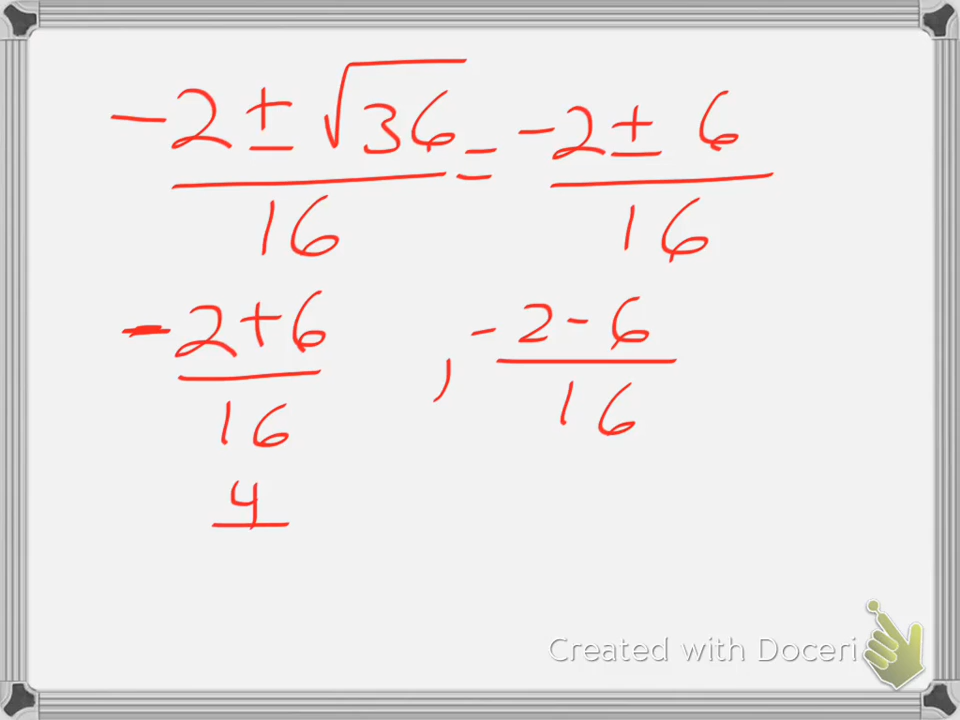 -2 ± √36 = -2 ± 6
16 16
-2+6 , -2-6
16 16
4
Created with Doceri